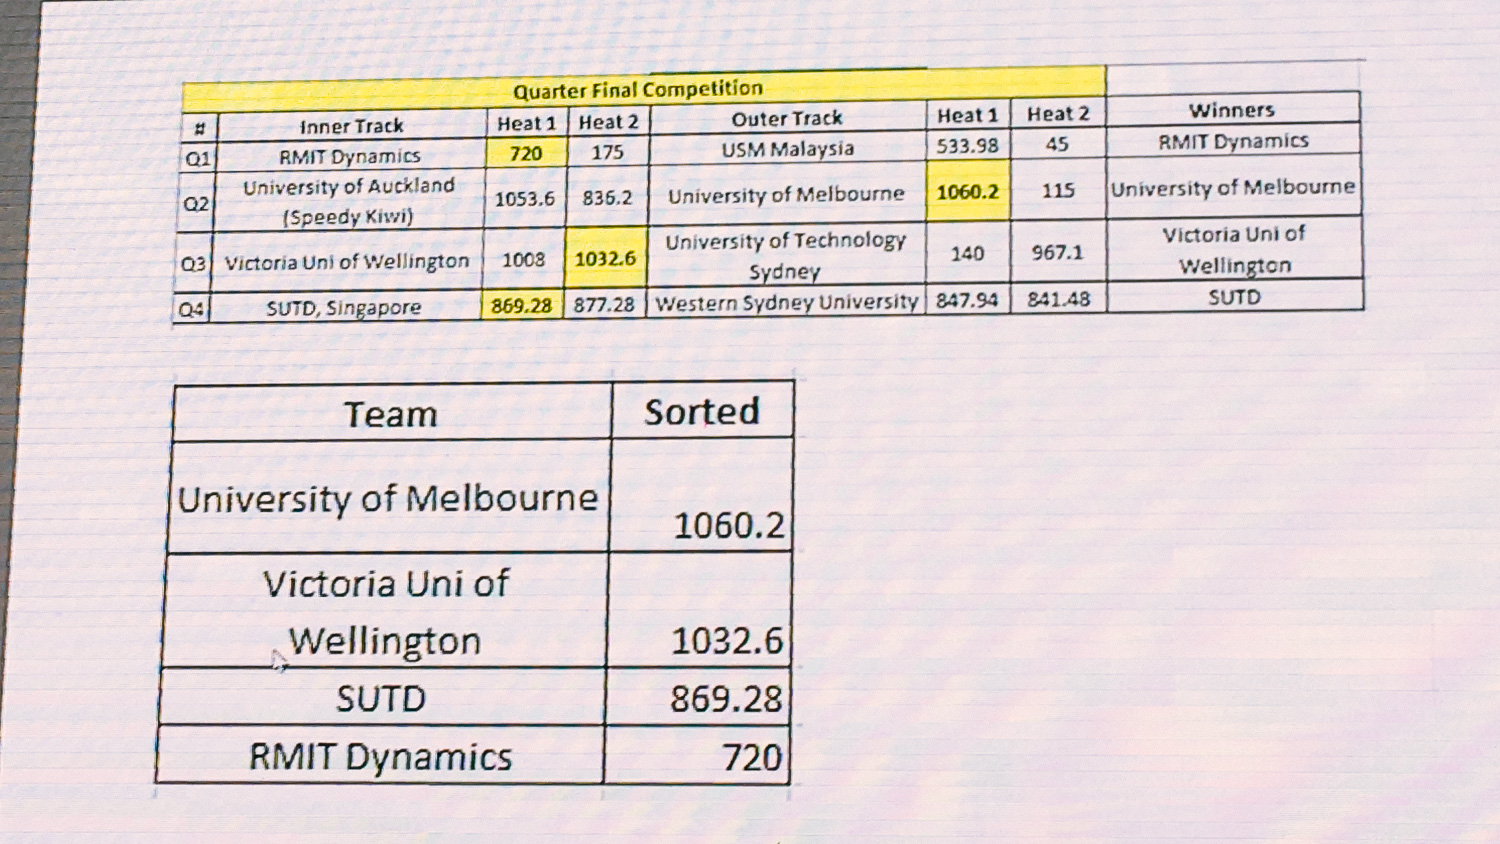 Quarter Final Competition
# Inner Track Heat 1 Heat 2 Outer Track Heat 1 Heat 2 Winners
Q1 RMIT Dynamics 720 175 USM Malaysia 533.98 45 RMIT Dynamics
Q2 University of Auckland (Speedy Kiwi) 1053.6 836.2 University of Melbourne 1060.2 115 University of Melbourne
Q3 Victoria Uni of Wellington 1008 1032.6 University of Technology Sydney 140 967.1 Victoria Uni of Wellington
Q4 SUTD, Singapore 869.28 877.28 Western Sydney University 847.94 841.48 SUTD
Team Sorted
University of Melbourne 1060.2
Victoria Uni of
Wellington 1032.6
SUTD 869.28
RMIT Dynamics 720